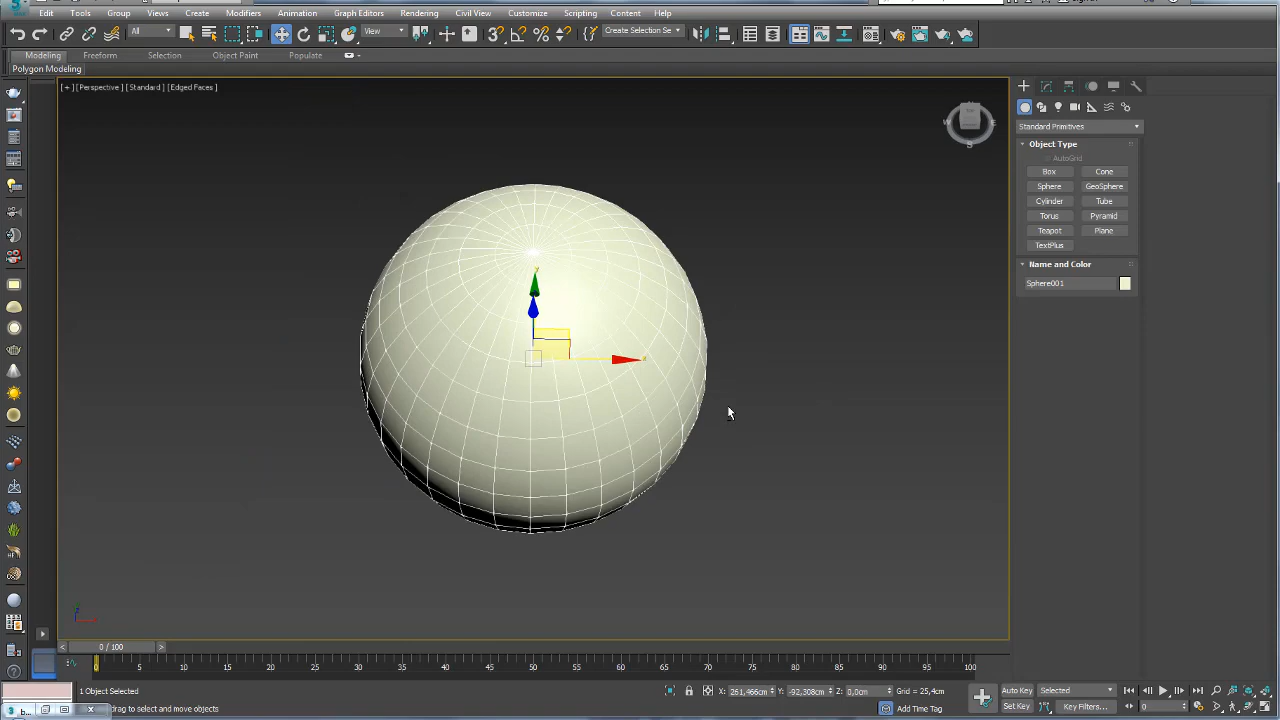 Edit Tools Group Views Create Modifiers Animation Graph Editors Rendering Civil View Customize Scripting Content Help
All View Create Selection Se
Modeling Freeform Selection Object Paint Populate
Polygon Modeling
[+] [Perspective] [Standard] [Edged Faces]
W E
S
Standard Primitives
Object Type
AutoGrid
Box Cone
Sphere GeoSphere
Cylinder Tube
Torus Pyramid
Teapot Plane
TextPlus
Name and Color
Sphere001
y
x
< 0 / 100 >
0 5 10 15 20 25 30 35 40 45 50 55 60 65 70 75 80 85 90 95 100
1 Object Selected X: 261,466cm Y: -92,308cm Z: 0,0cm Grid = 25,4cm Auto Key Selected
drag to select and move objects Add Time Tag Set Key Key Filters... 0